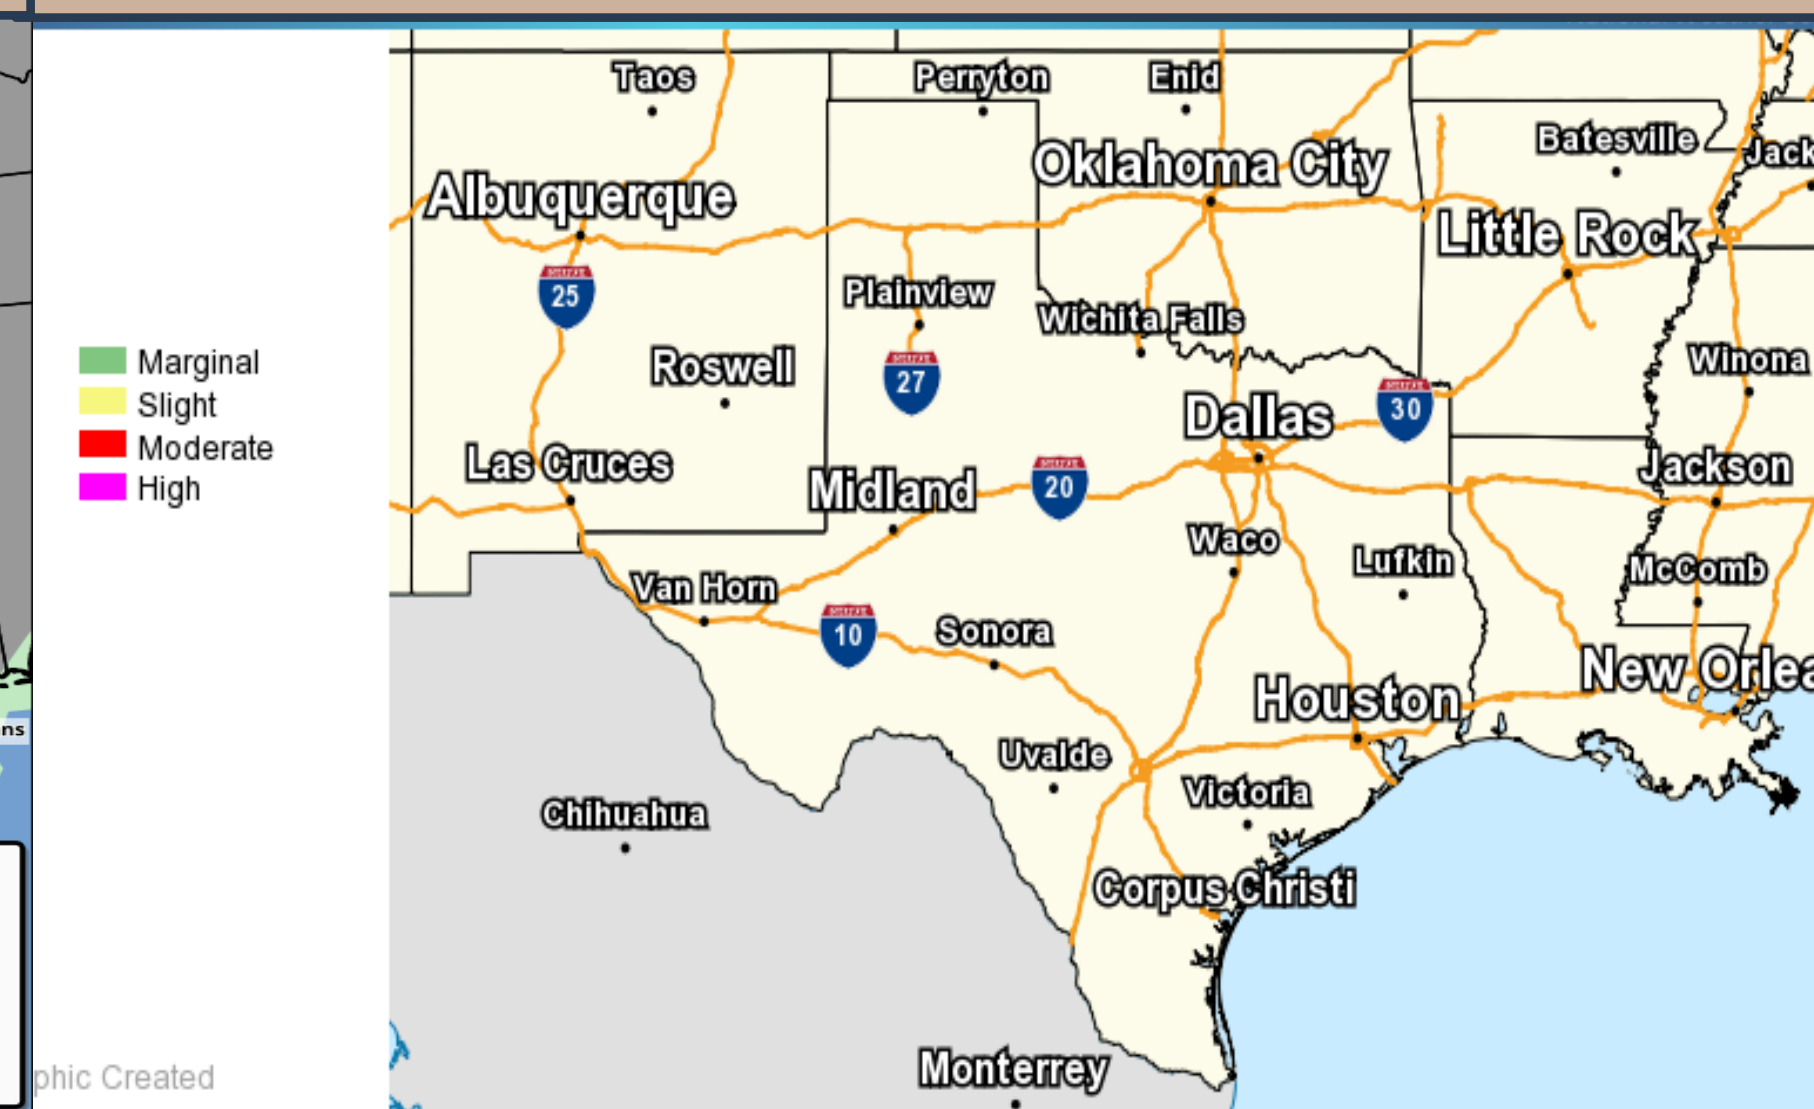 Taos
Perryton
Enid
Batesville
Jack
Oklahoma City
Albuquerque
Little Rock
25
Plainview
Wichita Falls
Roswell
27
Winona
30
Dallas
Marginal
Slight
Moderate
High
Las Cruces
Midland
20
Jackson
Waco
Lufkin
McComb
Van Horn
10
Sonora
New Orlea
Houston
ns
Uvalde
Victoria
Chihuahua
Corpus Christi
Monterrey
phic Created